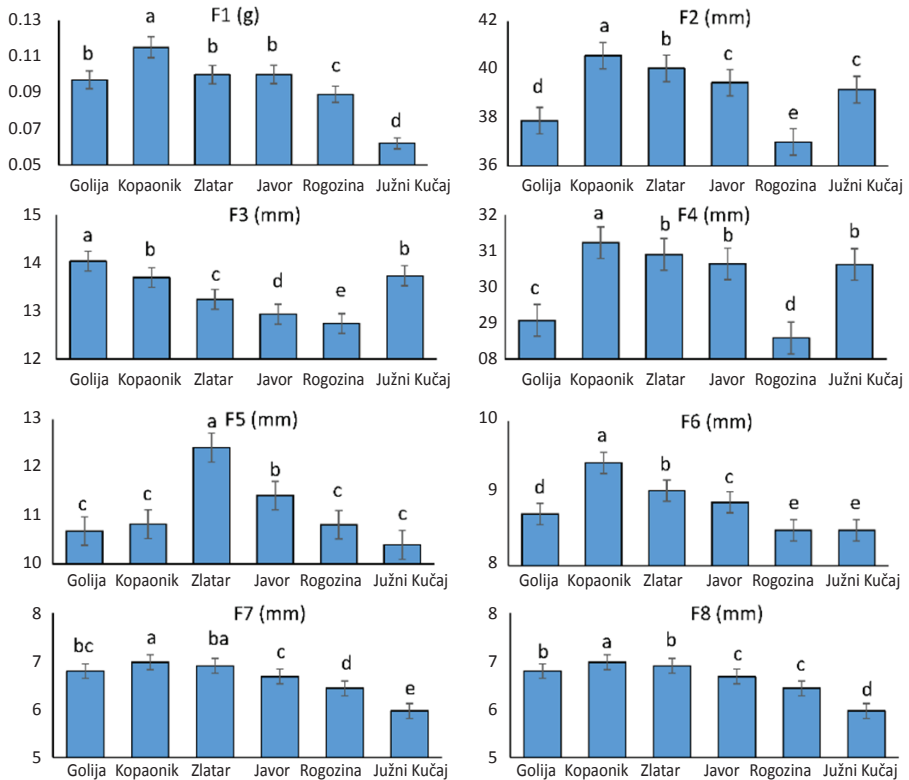 F1 (g)
0.13
0.11
0.09
0.07
0.05
b
a
b
b
c
d
Golija Kopaonik Zlatar Javor Rogozina Južni Kučaj
F2 (mm)
42
40
38
36
d
a
b
c
e
c
Golija Kopaonik Zlatar Javor Rogozina Južni Kučaj
F3 (mm)
15
14
13
12
a
b
c
d
e
b
Golija Kopaonik Zlatar Javor Rogozina Južni Kučaj
F4 (mm)
32
31
30
29
08
c
a
b
b
d
b
Golija Kopaonik Zlatar Javor Rogozina Južni Kučaj
F5 (mm)
13
12
11
10
c
c
a
b
c
c
Golija Kopaonik Zlatar Javor Rogozina Južni Kučaj
F6 (mm)
10
9
8
d
a
b
c
e
e
Golija Kopaonik Zlatar Javor Rogozina Južni Kučaj
F7 (mm)
8
7
6
5
bc
a
ba
c
d
e
Golija Kopaonik Zlatar Javor Rogozina Južni Kučaj
F8 (mm)
8
7
6
5
b
a
b
c
c
d
Golija Kopaonik Zlatar Javor Rogozina Južni Kučaj